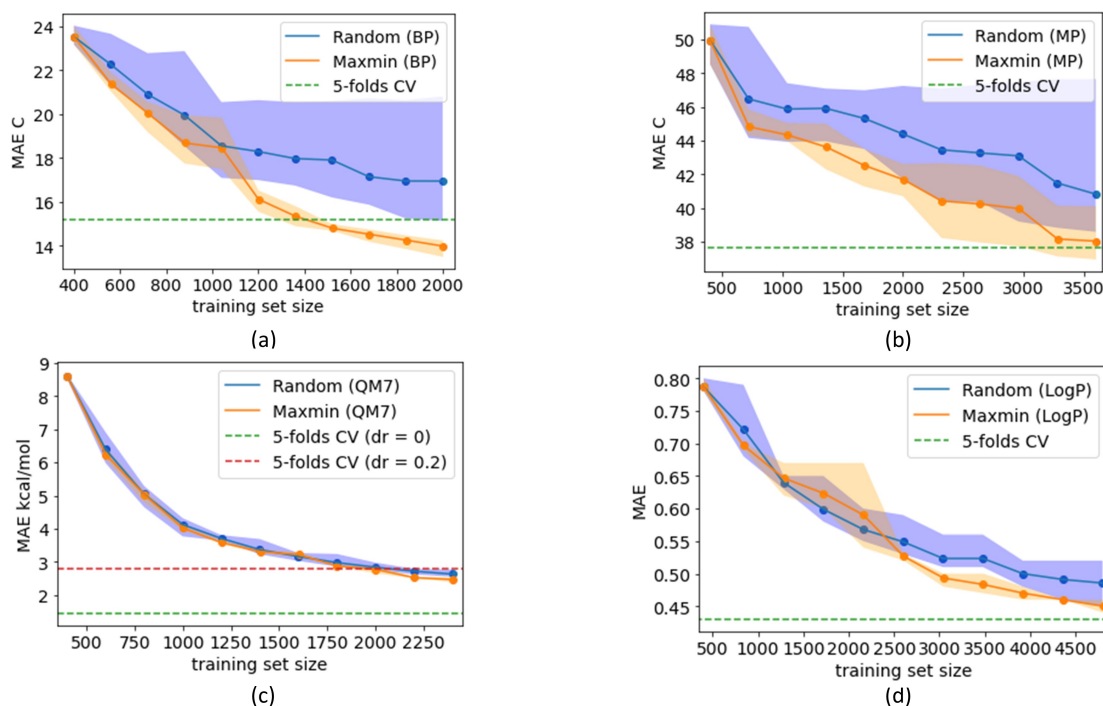 24
22
20
18
16
14
MAE C
Random (BP)
Maxmin (BP)
5-folds CV
400 600 800 1000 1200 1400 1600 1800 2000
training set size
(a)
50
48
46
44
42
40
38
MAE C
Random (MP)
Maxmin (MP)
5-folds CV
500 1000 1500 2000 2500 3000 3500
training set size
(b)
9
8
7
6
5
4
3
2
MAE kcal/mol
Random (QM7)
Maxmin (QM7)
5-folds CV (dr = 0)
5-folds CV (dr = 0.2)
500 750 1000 1250 1500 1750 2000 2250
training set size
(c)
0.80
0.75
0.70
0.65
0.60
0.55
0.50
0.45
MAE
Random (LogP)
Maxmin (LogP)
5-folds CV
500 1000 1500 2000 2500 3000 3500 4000 4500
training set size
(d)